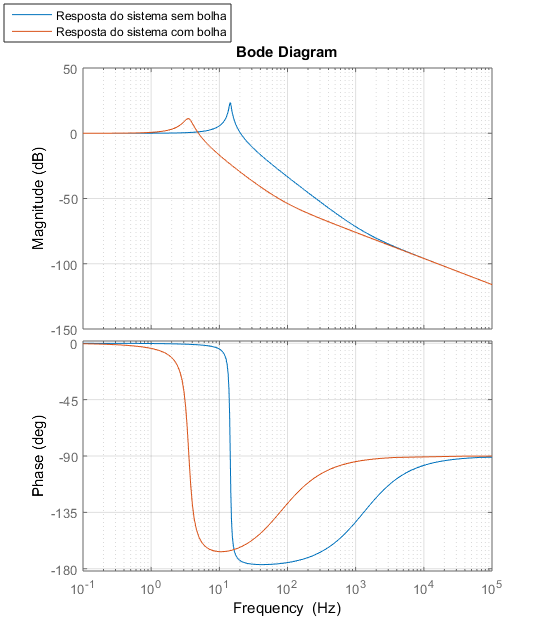 Resposta do sistema sem bolha
Resposta do sistema com bolha
Bode Diagram
Magnitude (dB)
50
0
-50
-100
-150
Phase (deg)
0
-45
-90
-135
-180
10^-1 10^0 10^1 10^2 10^3 10^4 10^5
Frequency (Hz)